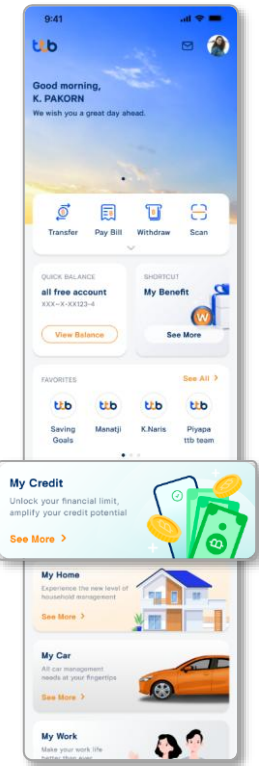 9:41
ttb
Good morning,
K. PAKORN
We wish you a great day ahead.
Transfer
Pay Bill
Withdraw
Scan
QUICK BALANCE
all free account
XXX-X-XX123-4
View Balance
SHORTCUT
My Benefit
W
See More
FAVORITES
See All >
ttb
ttb
ttb
ttb
Saving
Goals
Manatji
K.Naris
Piyapa
ttb team
My Credit
Unlock your financial limit,
amplify your credit potential
See More >
My Home
Experience the new level of
household management
See More >
My Car
All car management
needs at your fingertips
See More >
My Work
Make your work life
better than ever